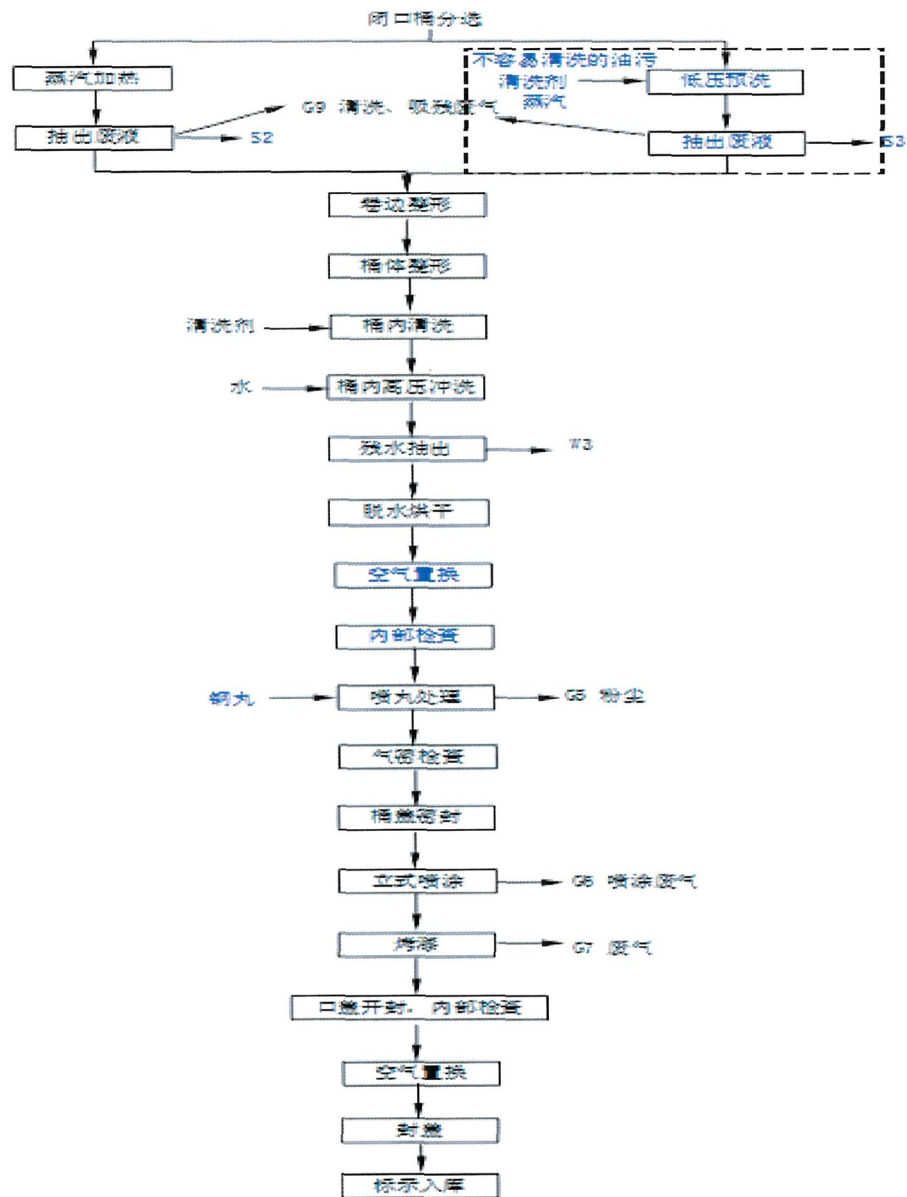 闭口桶分选
蒸汽加热
不容易清洗的油污
清洗剂
蒸汽
低压预洗
G9 清洗、吸残废气
抽出废液
S2
抽出废液
S3
卷边整形
桶体整形
清洗剂
桶内清洗
水
桶内高压冲洗
残水抽出
W3
脱水烘干
空气置换
内部检查
钢丸
喷丸处理
G5 粉尘
气密检查
桶盖密封
立式喷涂
G6 喷涂废气
烤漆
G7 废气
口盖开封，内部检查
空气置换
封盖
标示入库